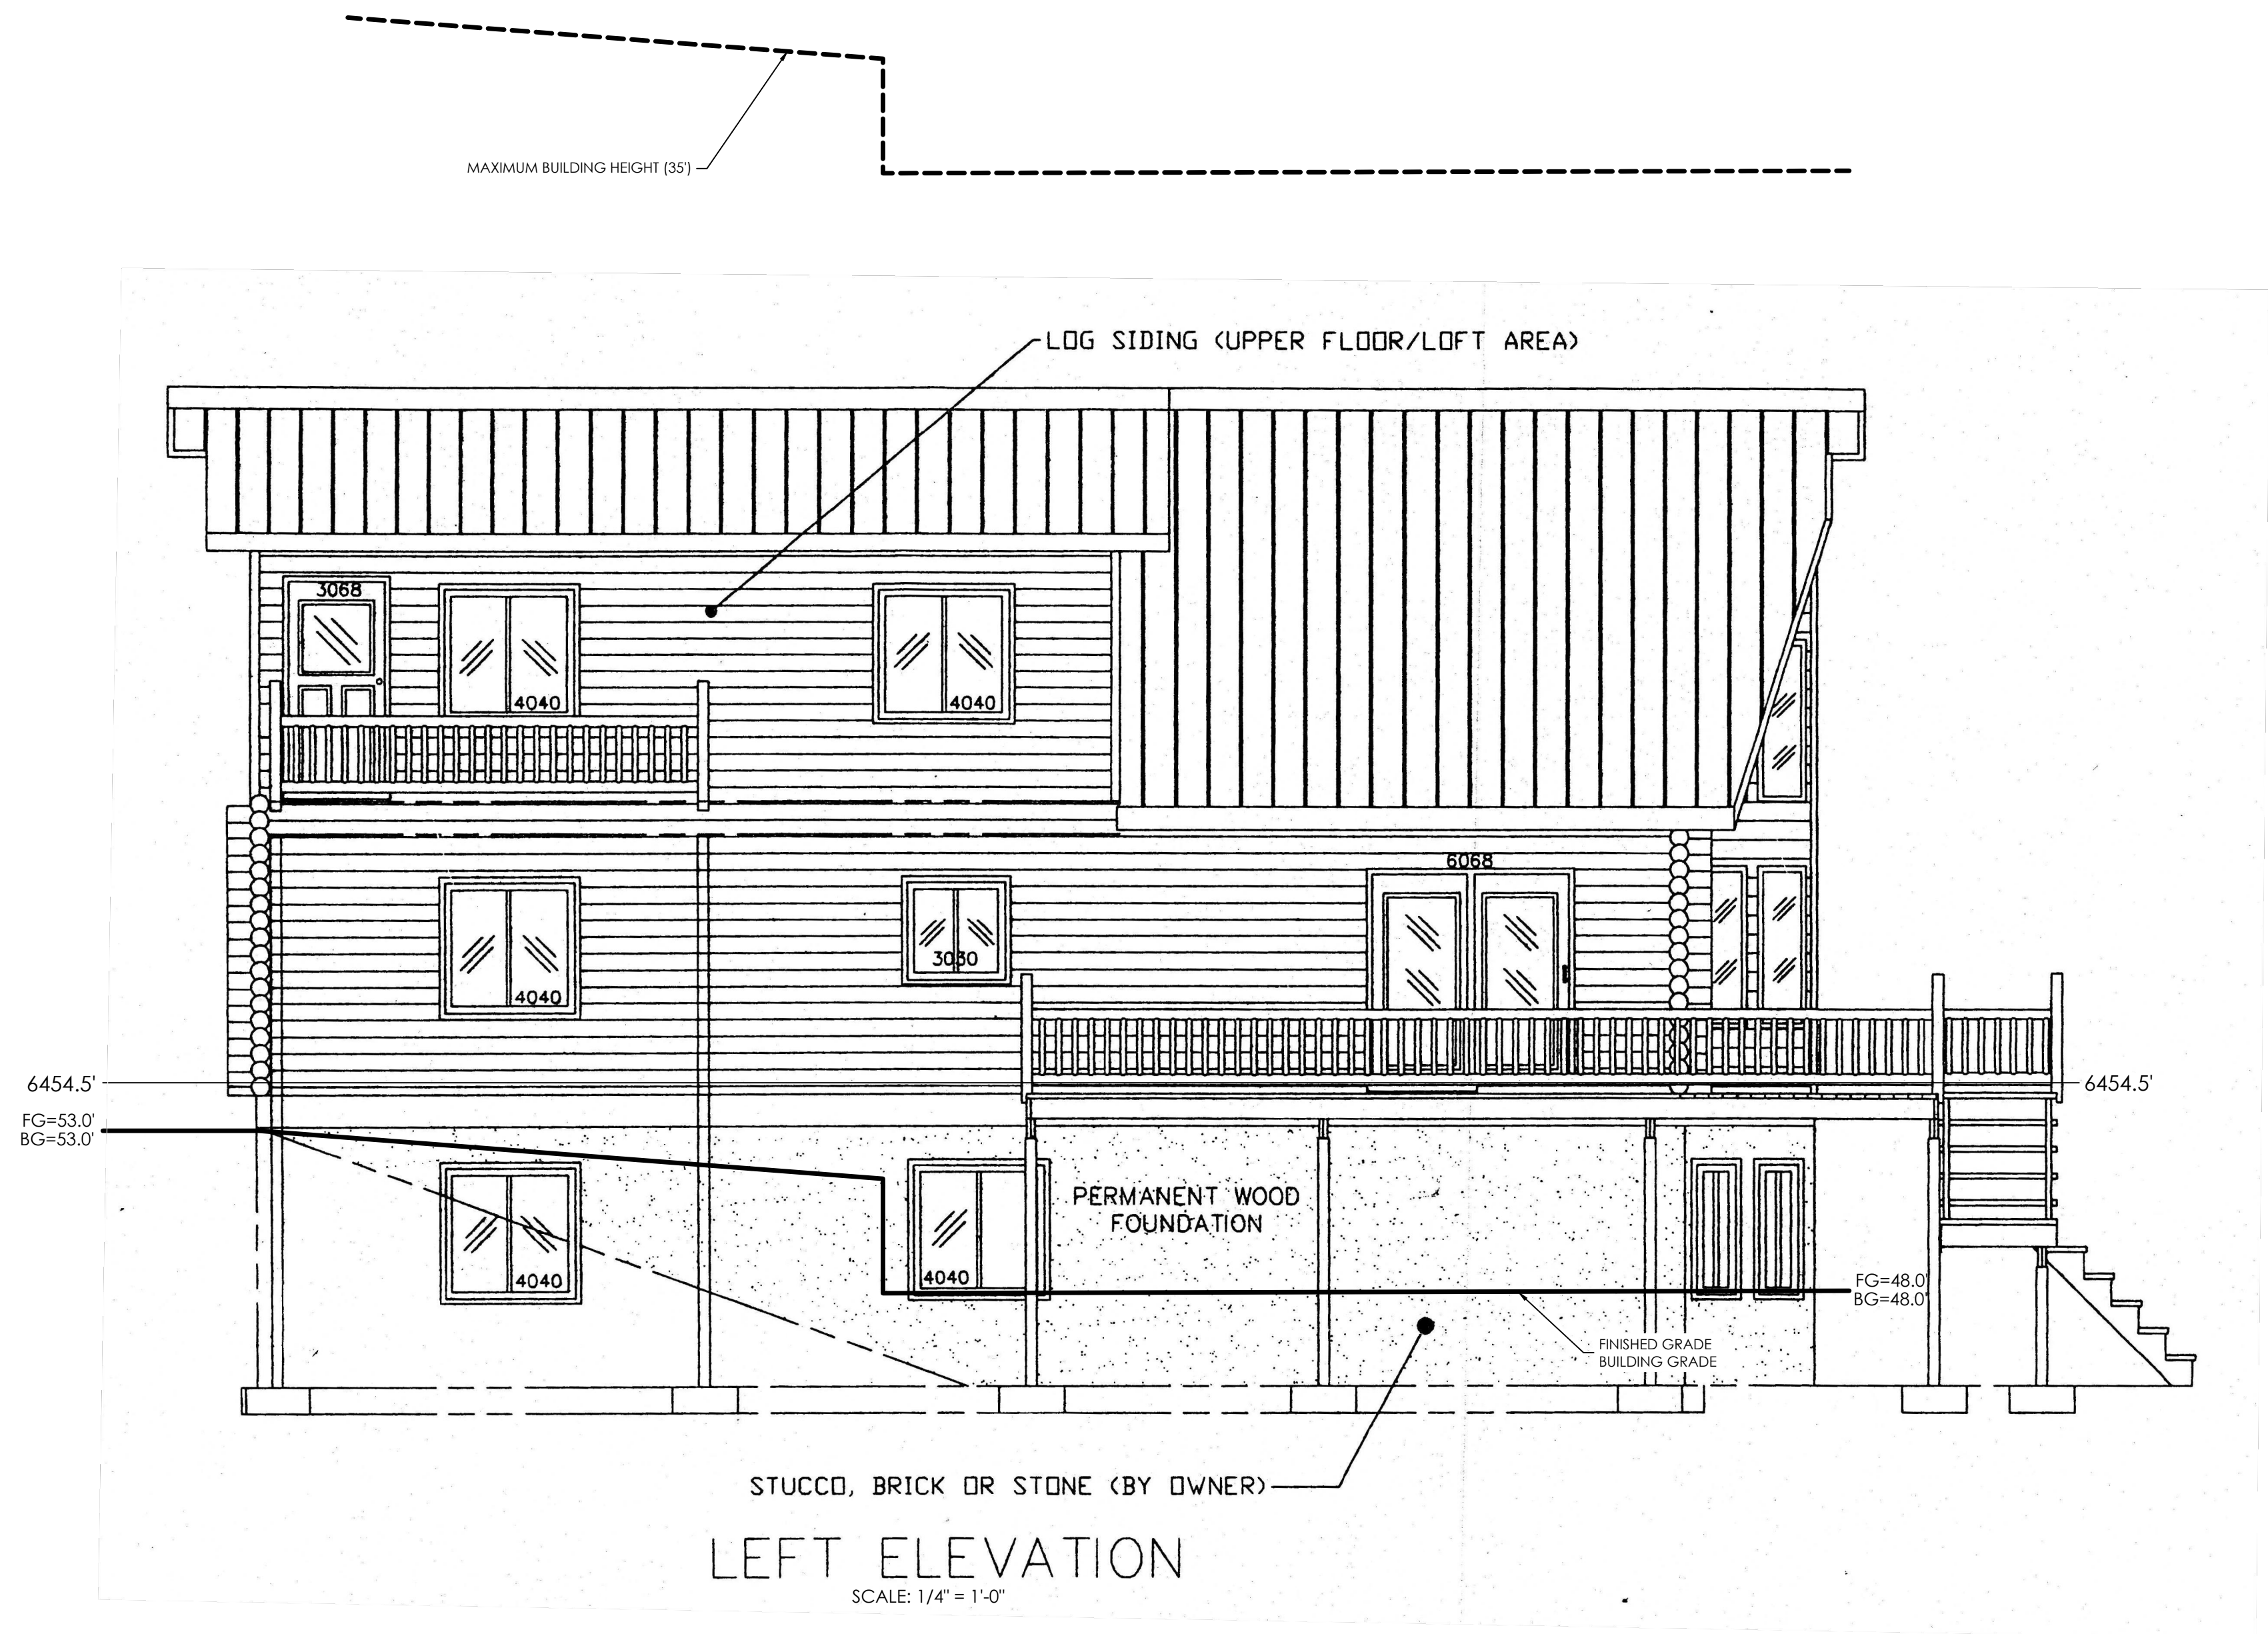 MAXIMUM BUILDING HEIGHT (35')
LOG SIDING (UPPER FLOOR/LOFT AREA)
3068
4040
4040
6068
4040
3030
6454.5'
6454.5'
FG=53.0'
BG=53.0'
PERMANENT WOOD
FOUNDATION
4040
4040
FG=48.0'
BG=48.0'
FINISHED GRADE
BUILDING GRADE
STUCCO, BRICK OR STONE (BY OWNER)
LEFT ELEVATION
SCALE: 1/4" = 1'-0"